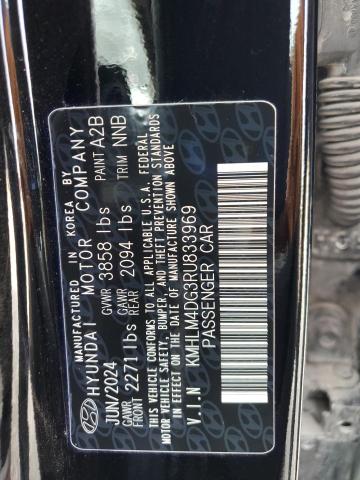 MANUFACTURED IN KOREA BY
HYUNDAI MOTOR COMPANY
JUN/2024 GVWR 3858 lbs PAINT A2B
GAWR FRONT 2271 lbs GAWR REAR 2094 lbs TRIM NNB
THIS VEHICLE CONFORMS TO ALL APPLICABLE U.S.A. FEDERAL
MOTOR VEHICLE SAFETY, BUMPER, AND THEFT PREVENTION STANDARDS
IN EFFECT ON THE DATE OF MANUFACTURE SHOWN ABOVE
V.I.N KMHLM4DG3RU833969
PASSENGER CAR